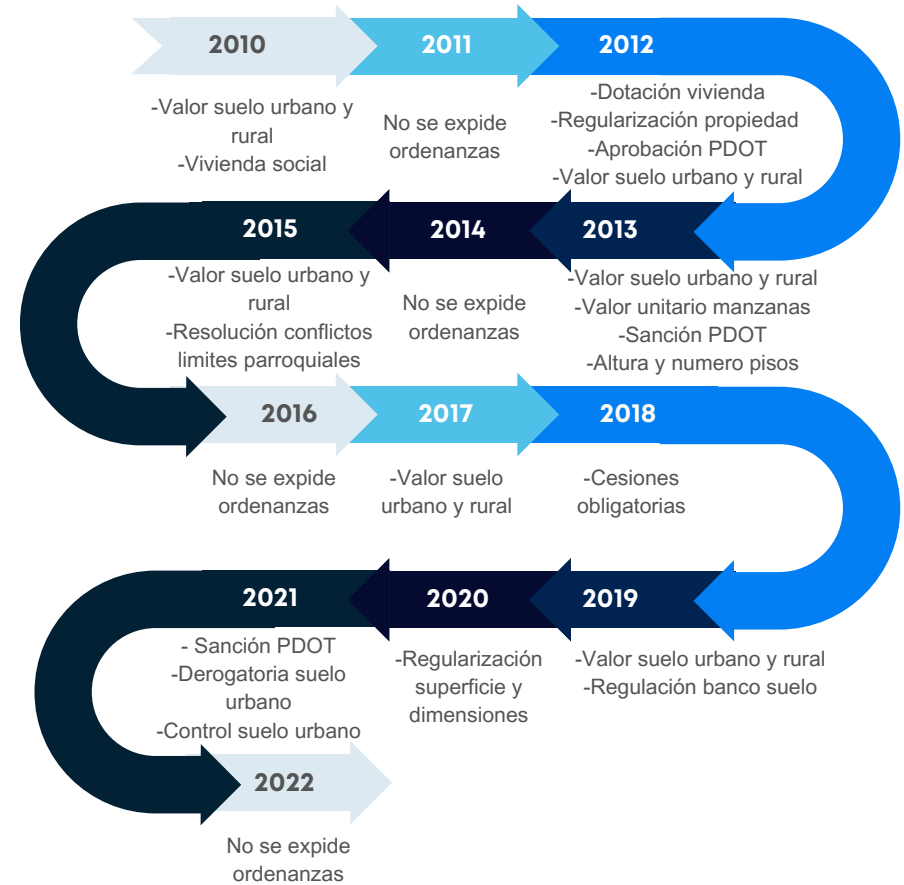 2010
2011
2012
-Valor suelo urbano y
rural
-Vivienda social
No se expide
ordenanzas
-Dotación vivienda
-Regularización propiedad
-Aprobación PDOT
-Valor suelo urbano y rural
2015
2014
2013
-Valor suelo urbano y
rural
-Resolución conflictos
limites parroquiales
No se expide
ordenanzas
-Valor suelo urbano y rural
-Valor unitario manzanas
-Sanción PDOT
-Altura y numero pisos
2016
2017
2018
No se expide
ordenanzas
-Valor suelo
urbano y rural
-Cesiones
obligatorias
2021
2020
2019
- Sanción PDOT
-Derogatoria suelo
urbano
-Control suelo urbano
-Regularización
superficie y
dimensiones
-Valor suelo urbano y rural
-Regulación banco suelo
2022
No se expide
ordenanzas